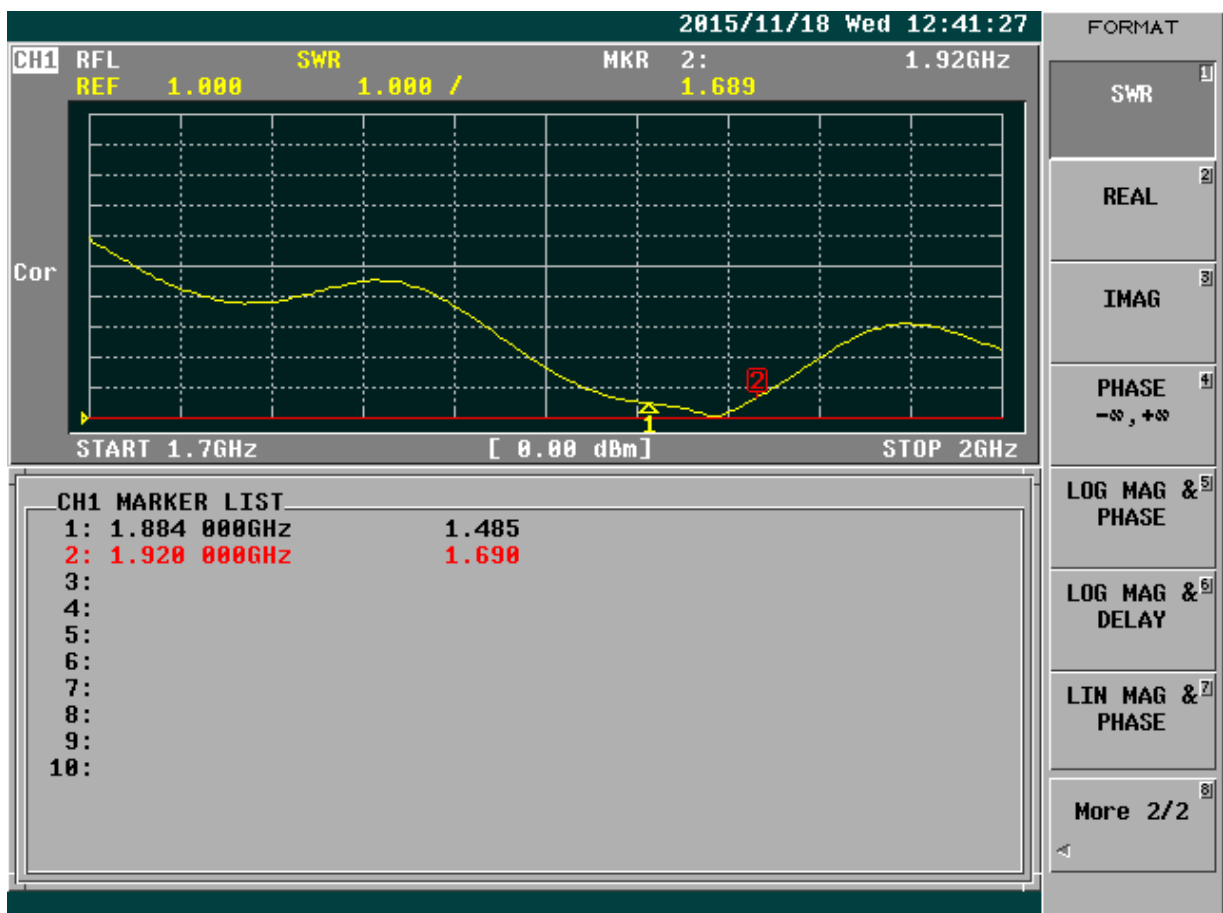 2015/11/18 Wed 12:41:27
CH1 RFL SWR MKR 2: 1.92GHz
REF 1.000 1.000 / 1.689
Cor
2
1
START 1.7GHz [ 0.00 dBm] STOP 2GHz
CH1 MARKER LIST
1: 1.884 000GHz 1.485
2: 1.920 000GHz 1.690
3:
4:
5:
6:
7:
8:
9:
10:
FORMAT
1
SWR
2
REAL
3
IMAG
4
PHASE
-∞,+∞
5
LOG MAG &
PHASE
6
LOG MAG &
DELAY
7
LIN MAG &
PHASE
8
More 2/2